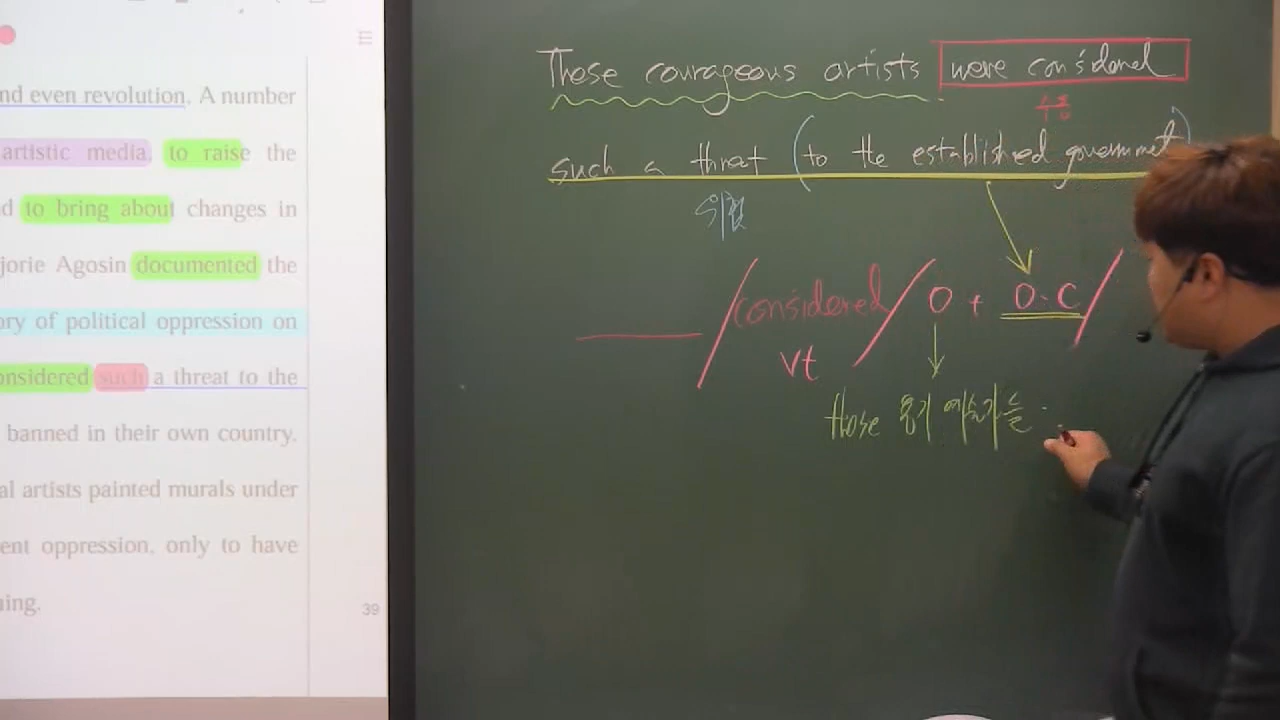 nd even revolution. A number
artistic media, to raise the
d to bring about changes in
jorie Agosin documented the
ory of political oppression on
onsidered such a threat to the
banned in their own country.
al artists painted murals under
ent oppression, only to have
ning.
39
These courageous artists were considered
수동
such a threat (to the established governmet)
위협
considered / O + O·C /
vt
those 용기 예술가들